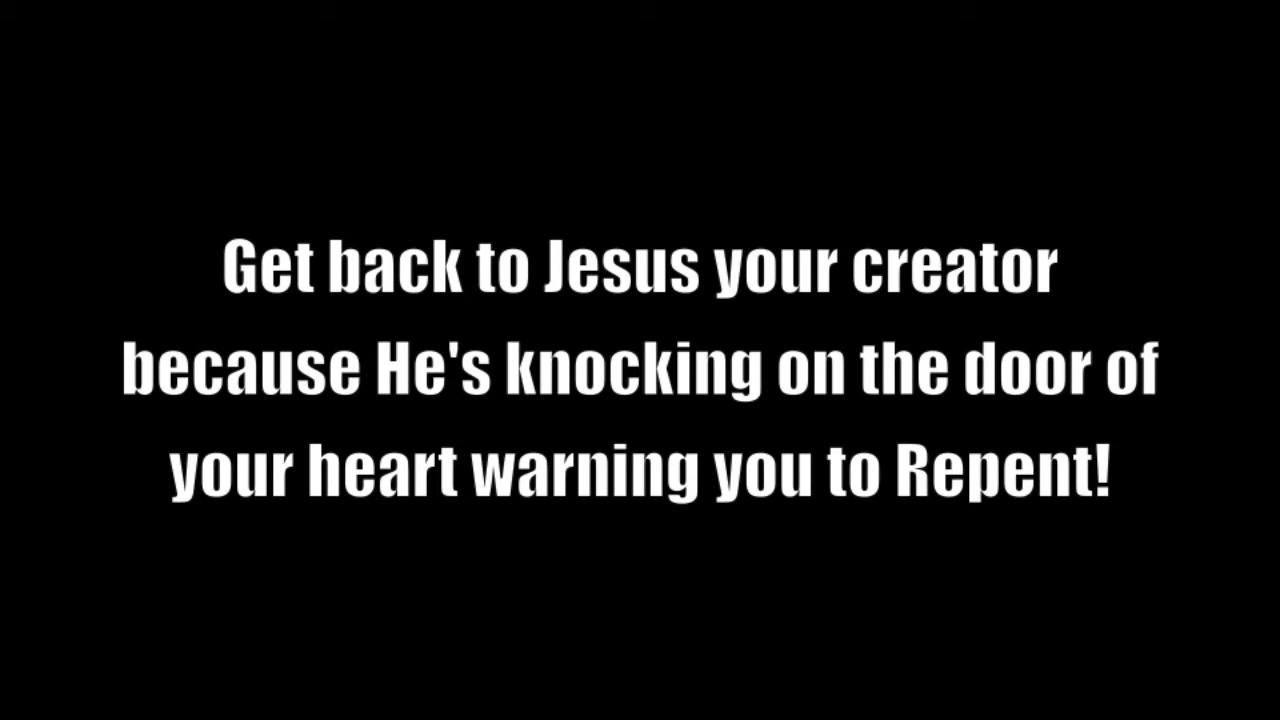 Get back to Jesus your creator
because He's knocking on the door of
your heart warning you to Repent!